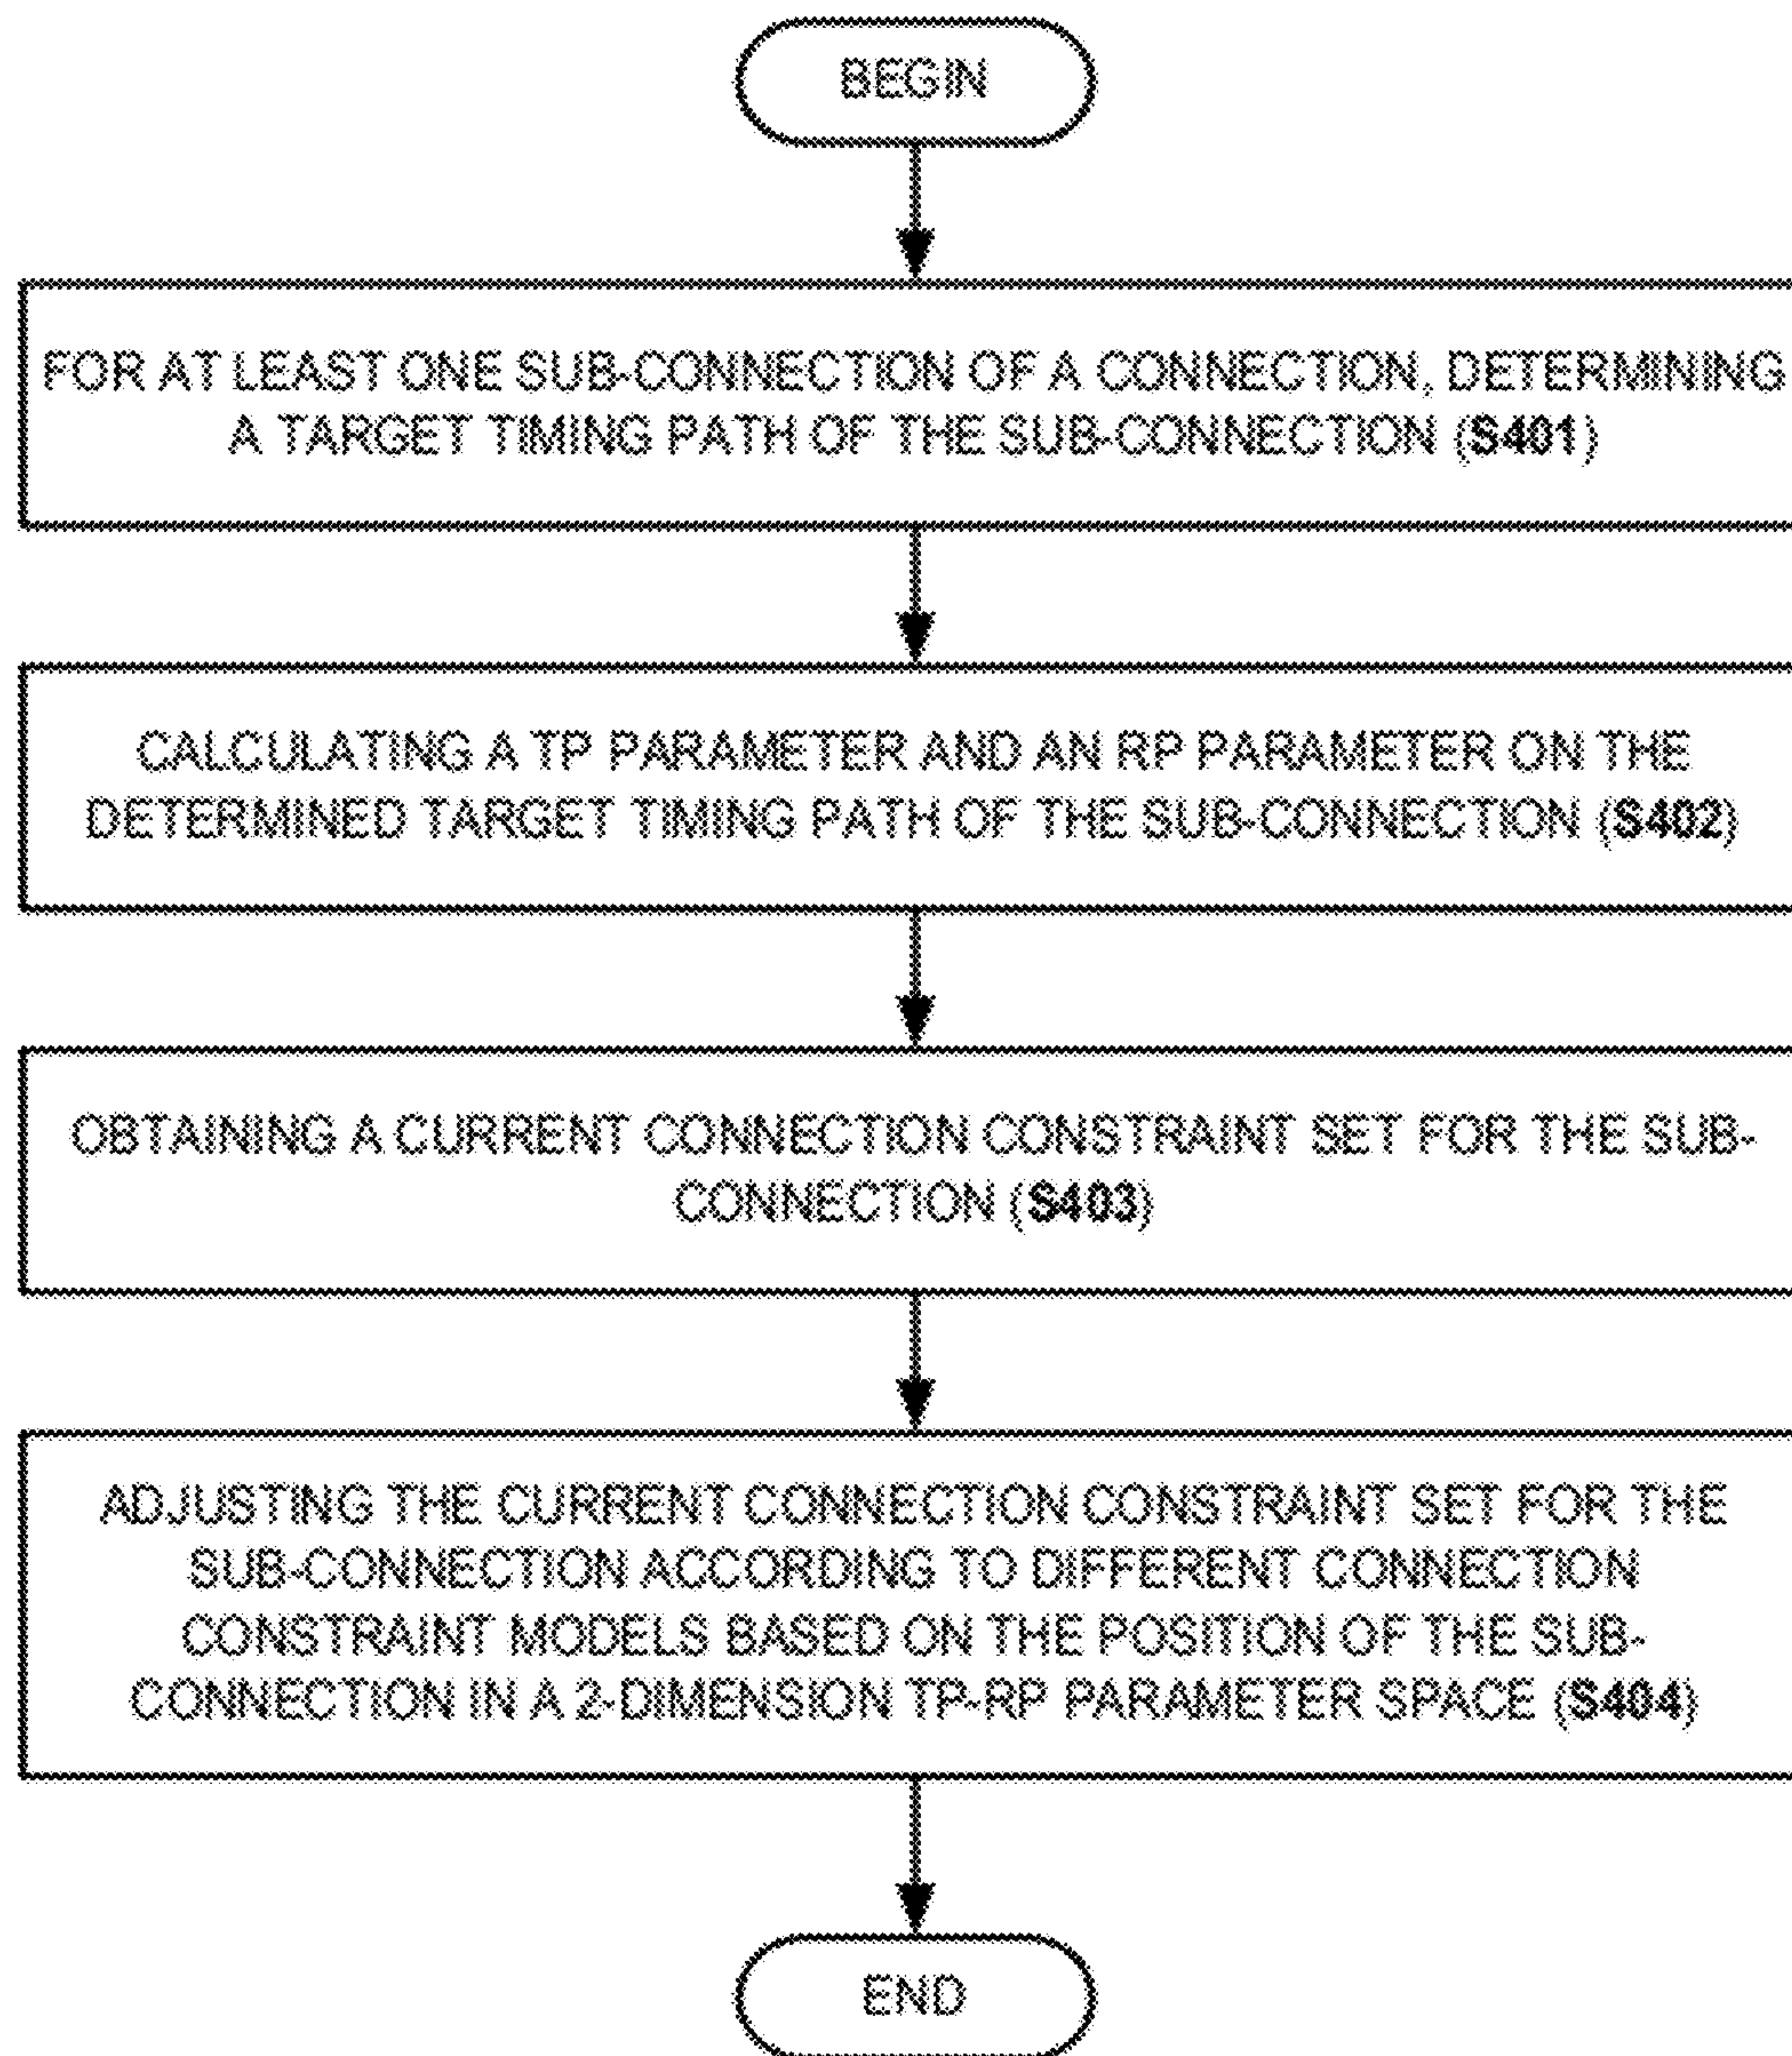 BEGIN
FOR AT LEAST ONE SUB-CONNECTION OF A CONNECTION, DETERMINING
A TARGET TIMING PATH OF THE SUB-CONNECTION (S401)
CALCULATING A TP PARAMETER AND AN RP PARAMETER ON THE
DETERMINED TARGET TIMING PATH OF THE SUB-CONNECTION (S402)
OBTAINING A CURRENT CONNECTION CONSTRAINT SET FOR THE SUB-
CONNECTION (S403)
ADJUSTING THE CURRENT CONNECTION CONSTRAINT SET FOR THE
SUB-CONNECTION ACCORDING TO DIFFERENT CONNECTION
CONSTRAINT MODELS BASED ON THE POSITION OF THE SUB-
CONNECTION IN A 2-DIMENSION TP-RP PARAMETER SPACE (S404)
END